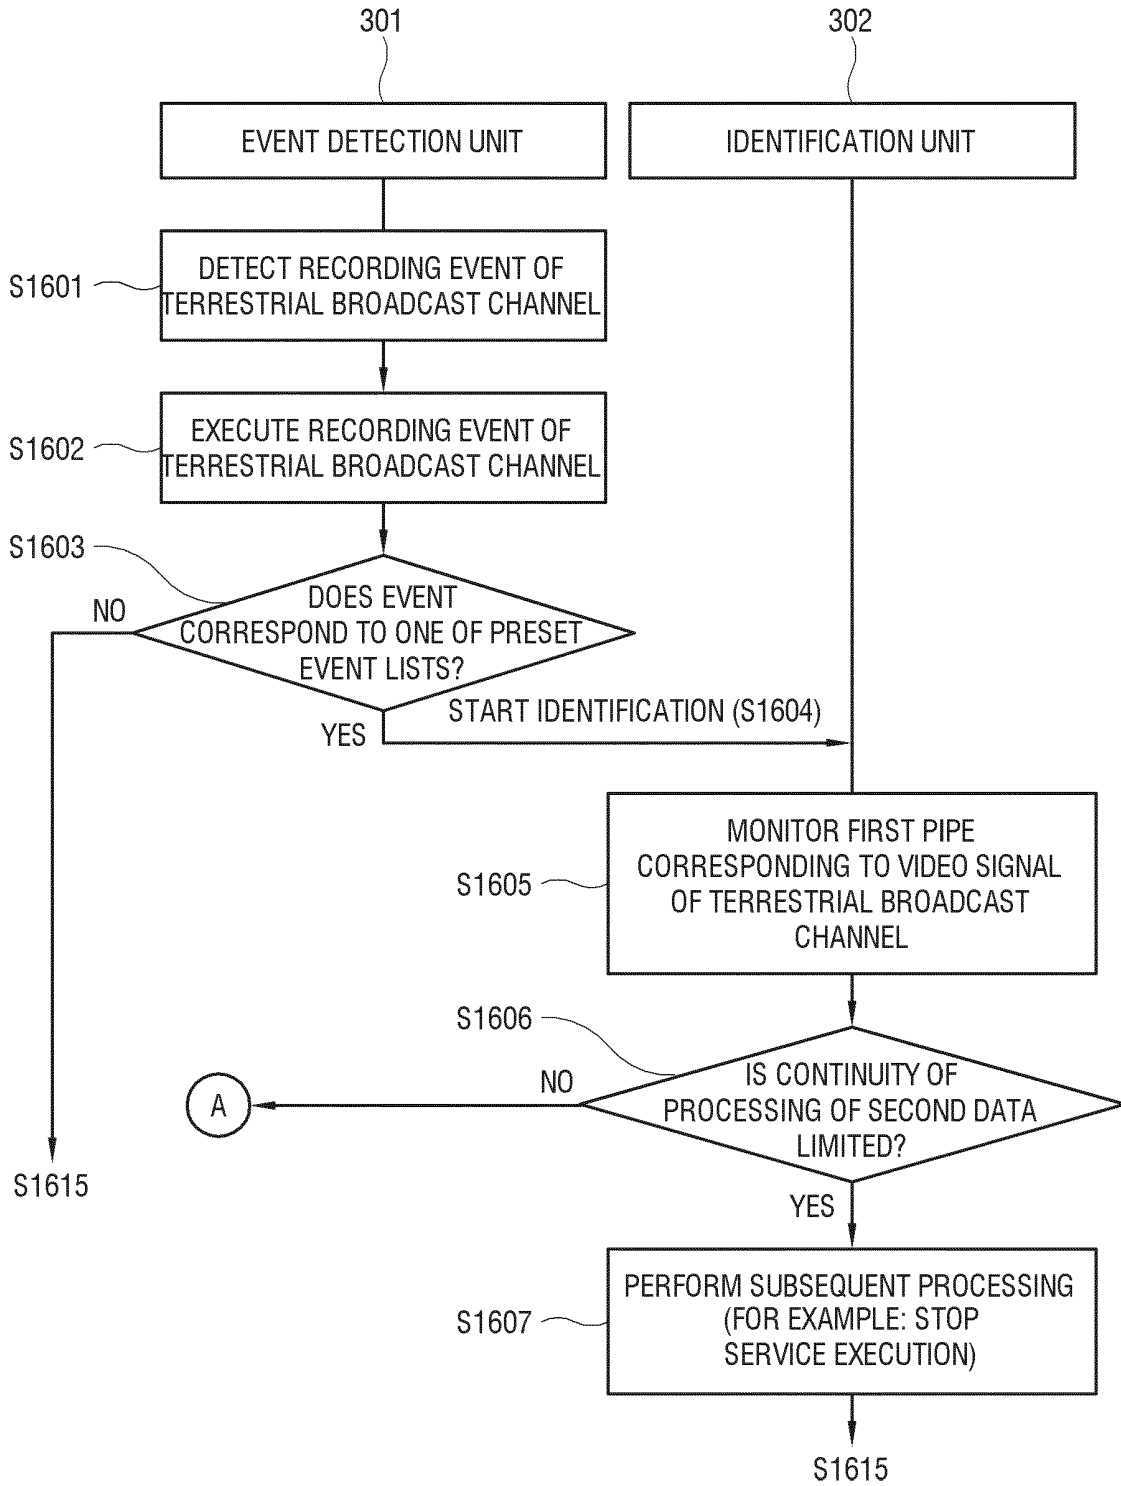 301
302
EVENT DETECTION UNIT
IDENTIFICATION UNIT
S1601
DETECT RECORDING EVENT OF
TERRESTRIAL BROADCAST CHANNEL
S1602
EXECUTE RECORDING EVENT OF
TERRESTRIAL BROADCAST CHANNEL
S1603
DOES EVENT
CORRESPOND TO ONE OF PRESET
EVENT LISTS?
NO
YES
START IDENTIFICATION (S1604)
S1605
MONITOR FIRST PIPE
CORRESPONDING TO VIDEO SIGNAL
OF TERRESTRIAL BROADCAST
CHANNEL
S1606
IS CONTINUITY OF
PROCESSING OF SECOND DATA
LIMITED?
NO
A
S1615
YES
S1607
PERFORM SUBSEQUENT PROCESSING
(FOR EXAMPLE: STOP
SERVICE EXECUTION)
S1615